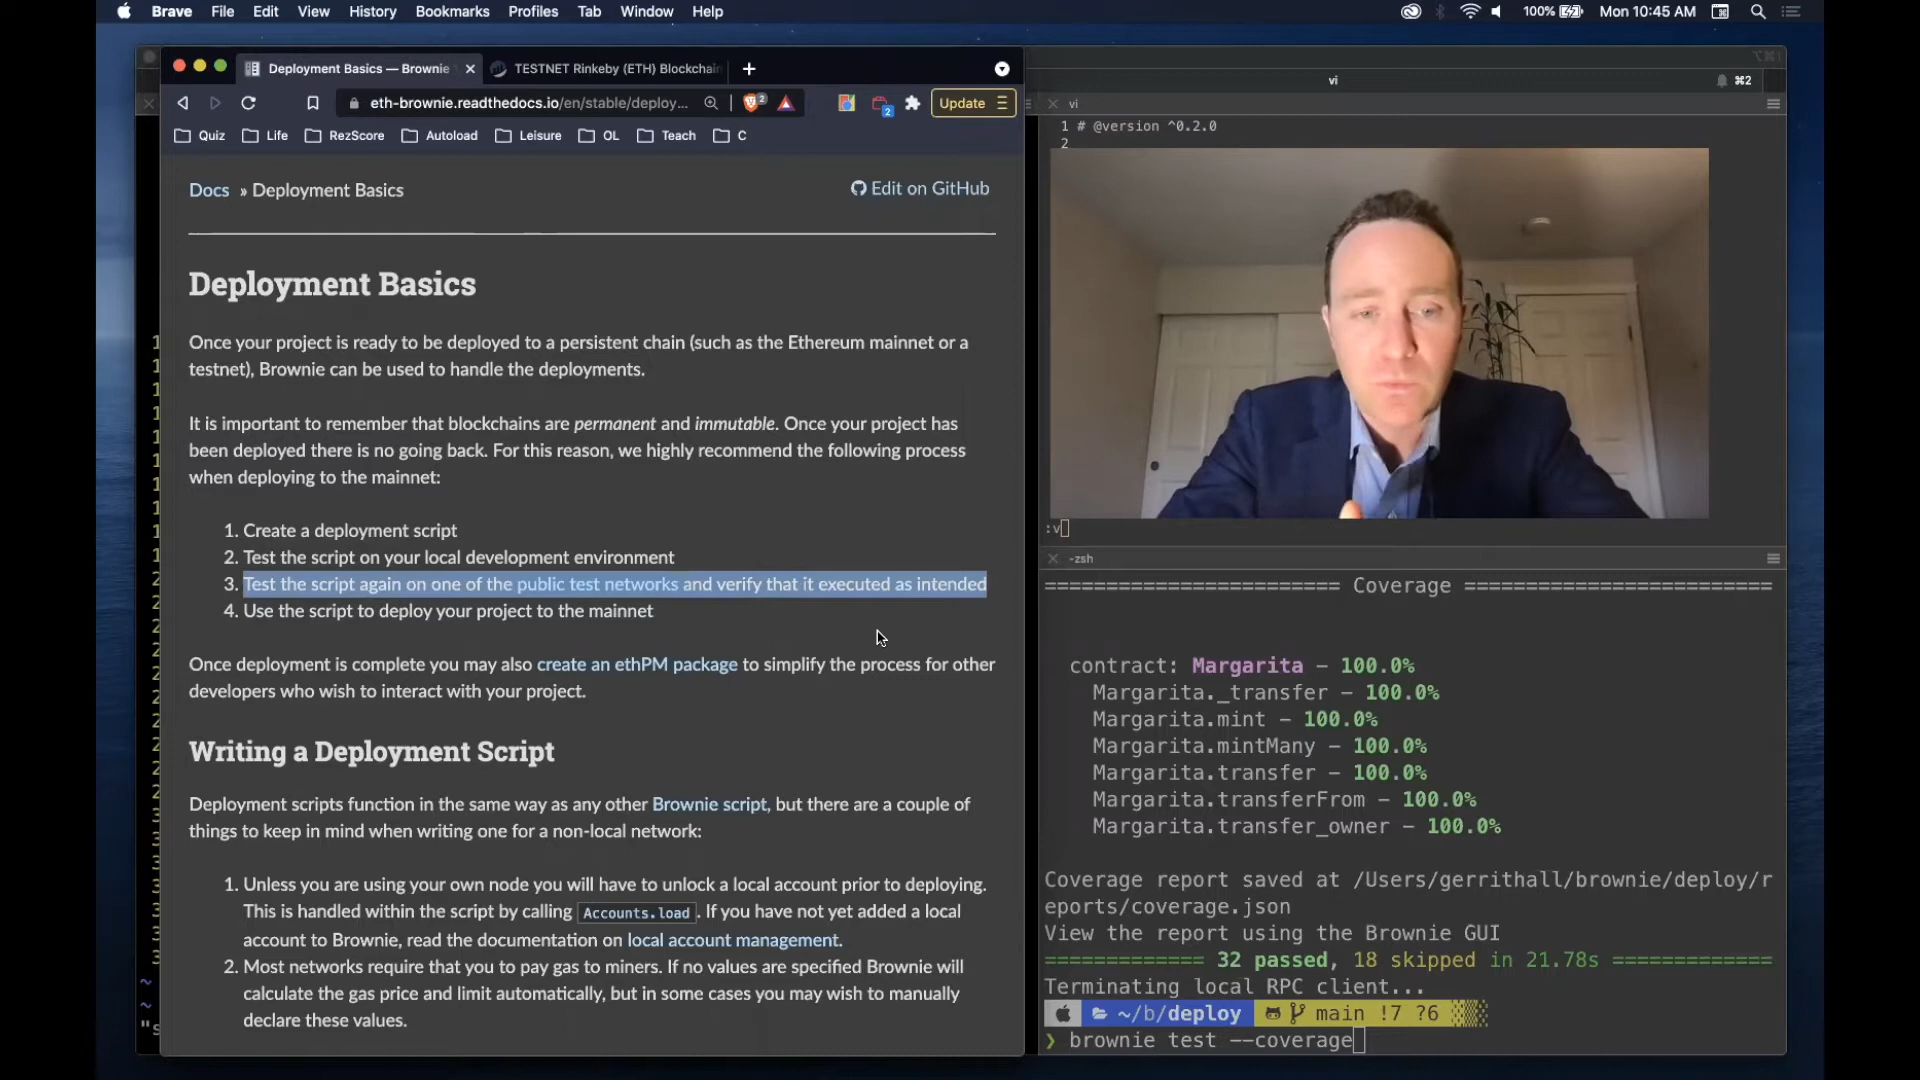 Brave File Edit View History Bookmarks Profiles Tab Window Help
100% Mon 10:45 AM
Deployment Basics — Brownie
TESTNET Rinkeby (ETH) Blockchain
eth-brownie.readthedocs.io/en/stable/deploy...
2
2
Update
Quiz Life RezScore Autoload Leisure OL Teach C
Docs » Deployment Basics
Edit on GitHub
Deployment Basics
Once your project is ready to be deployed to a persistent chain (such as the Ethereum mainnet or a
testnet), Brownie can be used to handle the deployments.
It is important to remember that blockchains are permanent and immutable. Once your project has
been deployed there is no going back. For this reason, we highly recommend the following process
when deploying to the mainnet:
1. Create a deployment script
2. Test the script on your local development environment
3. Test the script again on one of the public test networks and verify that it executed as intended
4. Use the script to deploy your project to the mainnet
Once deployment is complete you may also create an ethPM package to simplify the process for other
developers who wish to interact with your project.
Writing a Deployment Script
Deployment scripts function in the same way as any other Brownie script, but there are a couple of
things to keep in mind when writing one for a non-local network:
1. Unless you are using your own node you will have to unlock a local account prior to deploying.
This is handled within the script by calling Accounts.load. If you have not yet added a local
account to Brownie, read the documentation on local account management.
2. Most networks require that you to pay gas to miners. If no values are specified Brownie will
calculate the gas price and limit automatically, but in some cases you may wish to manually
declare these values.
vi
⌘2
vi
1 # @version ^0.2.0
2
:v
-zsh
=========================== Coverage ============================
contract: Margarita - 100.0%
Margarita._transfer - 100.0%
Margarita.mint - 100.0%
Margarita.mintMany - 100.0%
Margarita.transfer - 100.0%
Margarita.transferFrom - 100.0%
Margarita.transfer_owner - 100.0%
Coverage report saved at /Users/gerrithall/brownie/deploy/r
eports/coverage.json
View the report using the Brownie GUI
============= 32 passed, 18 skipped in 21.78s =============
Terminating local RPC client...
~/b/deploy main !7 ?6
❯ brownie test --coverage